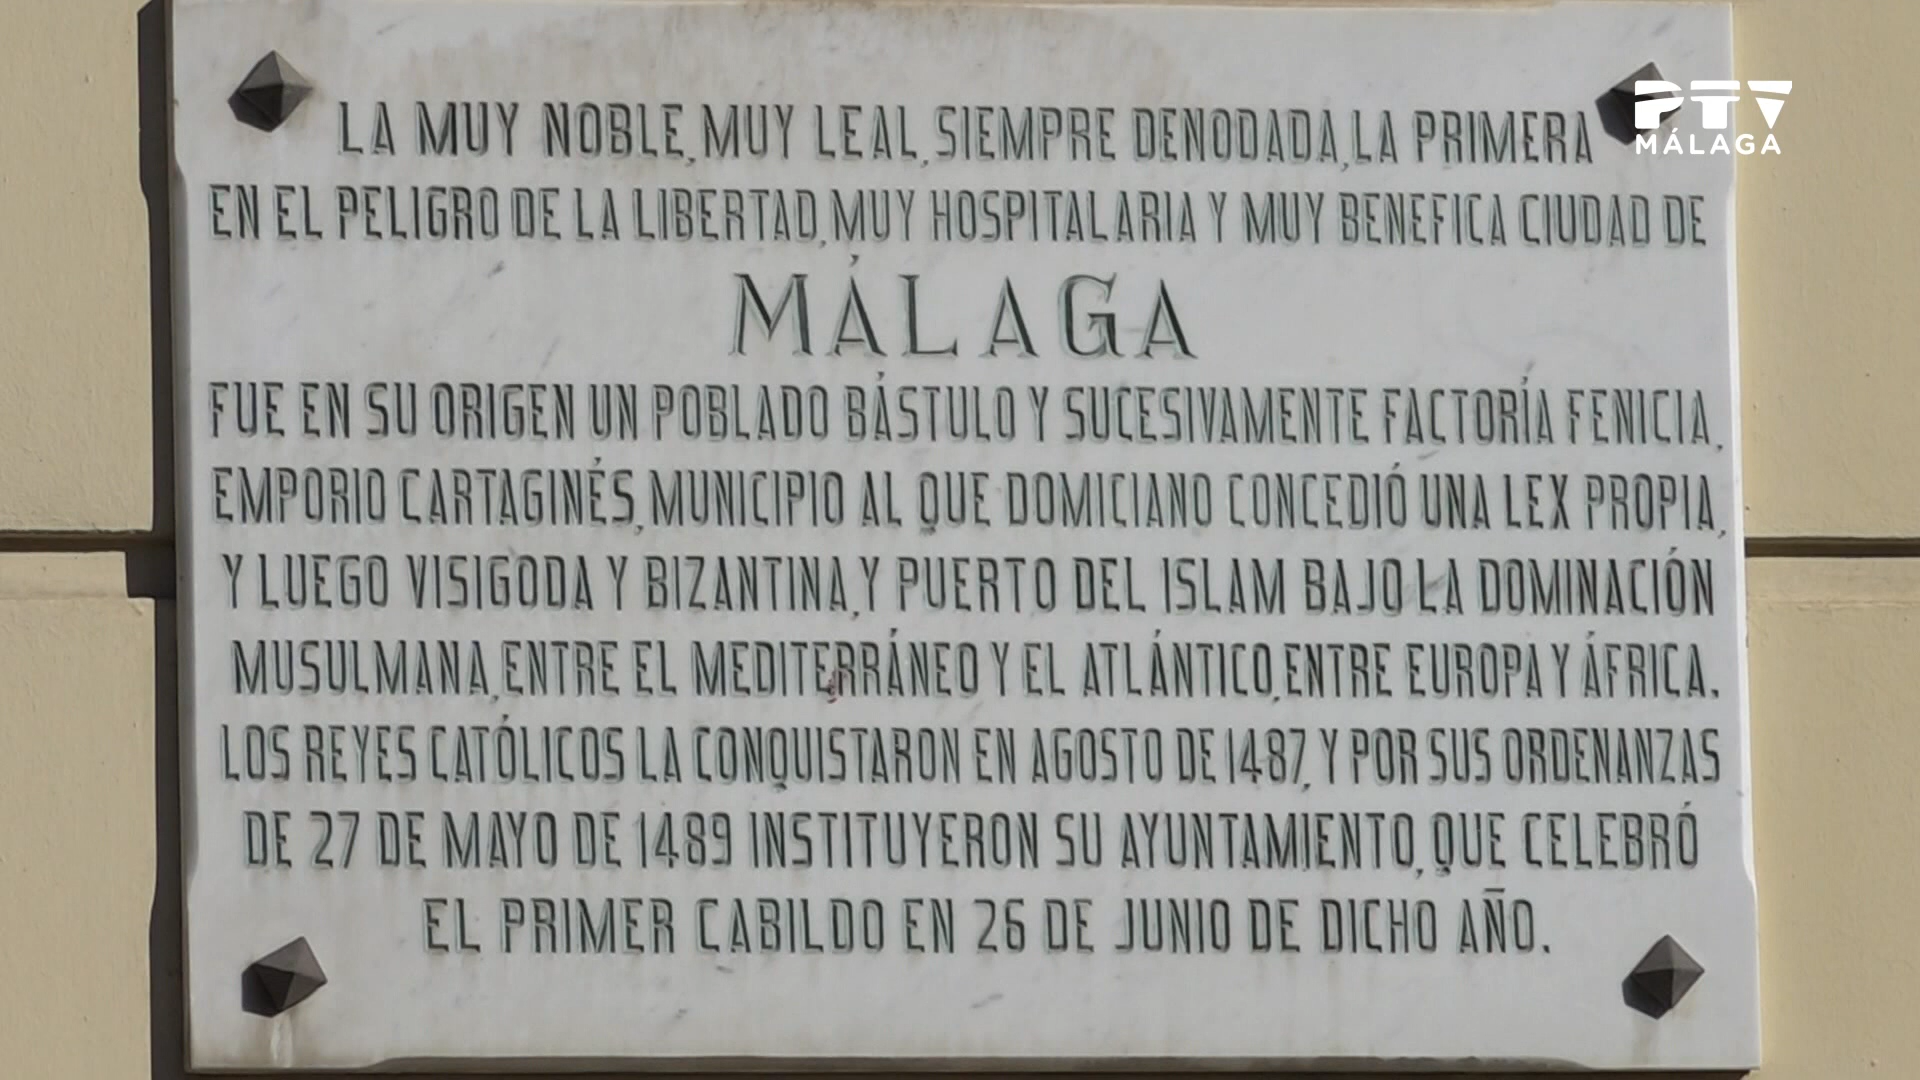 PTV
MÁLAGA
LA MUY NOBLE, MUY LEAL, SIEMPRE DENODADA, LA PRIMERA
EN EL PELIGRO DE LA LIBERTAD, MUY HOSPITALARIA Y MUY BENEFICA CIUDAD DE
MÁLAGA
FUE EN SU ORIGEN UN POBLADO BÁSTULO Y SUCESIVAMENTE FACTORÍA FENICIA,
EMPORIO CARTAGINÉS, MUNICIPIO AL QUE DOMICIANO CONCEDIÓ UNA LEX PROPIA,
Y LUEGO VISIGODA Y BIZANTINA, Y PUERTO DEL ISLAM BAJO LA DOMINACIÓN
MUSULMANA, ENTRE EL MEDITERRÁNEO Y EL ATLÁNTICO, ENTRE EUROPA Y ÁFRICA.
LOS REYES CATÓLICOS LA CONQUISTARON EN AGOSTO DE 1487, Y POR SUS ORDENANZAS
DE 27 DE MAYO DE 1489 INSTITUYERON SU AYUNTAMIENTO, QUE CELEBRÓ
EL PRIMER CABILDO EN 26 DE JUNIO DE DICHO AÑO.